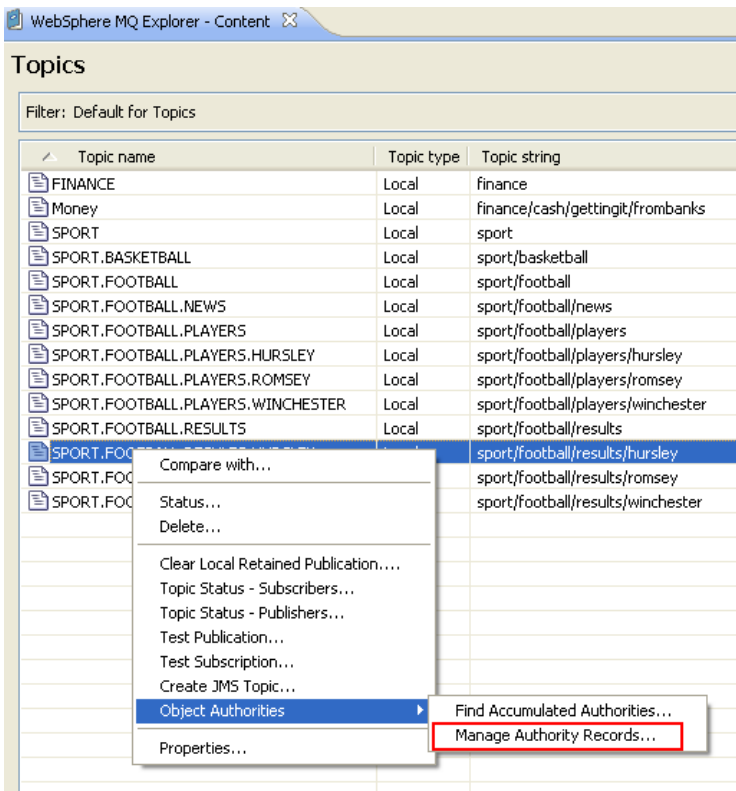 WebSphere MQ Explorer - Content
Topics
Filter: Default for Topics
Topic name Topic type Topic string
FINANCE Local finance
Money Local finance/cash/gettingit/frombanks
SPORT Local sport
SPORT.BASKETBALL Local sport/basketball
SPORT.FOOTBALL Local sport/football
SPORT.FOOTBALL.NEWS Local sport/football/news
SPORT.FOOTBALL.PLAYERS Local sport/football/players
SPORT.FOOTBALL.PLAYERS.HURSLEY Local sport/football/players/hursley
SPORT.FOOTBALL.PLAYERS.ROMSEY Local sport/football/players/romsey
SPORT.FOOTBALL.PLAYERS.WINCHESTER Local sport/football/players/winchester
SPORT.FOOTBALL.RESULTS Local sport/football/results
sport/football/results/hursley
SPORT.FOO sport/football/results/romsey
SPORT.FOO sport/football/results/winchester
Compare with...
Status...
Delete...
Clear Local Retained Publication....
Topic Status - Subscribers...
Topic Status - Publishers...
Test Publication...
Test Subscription...
Create JMS Topic...
Object Authorities
Find Accumulated Authorities...
Manage Authority Records...
Properties...